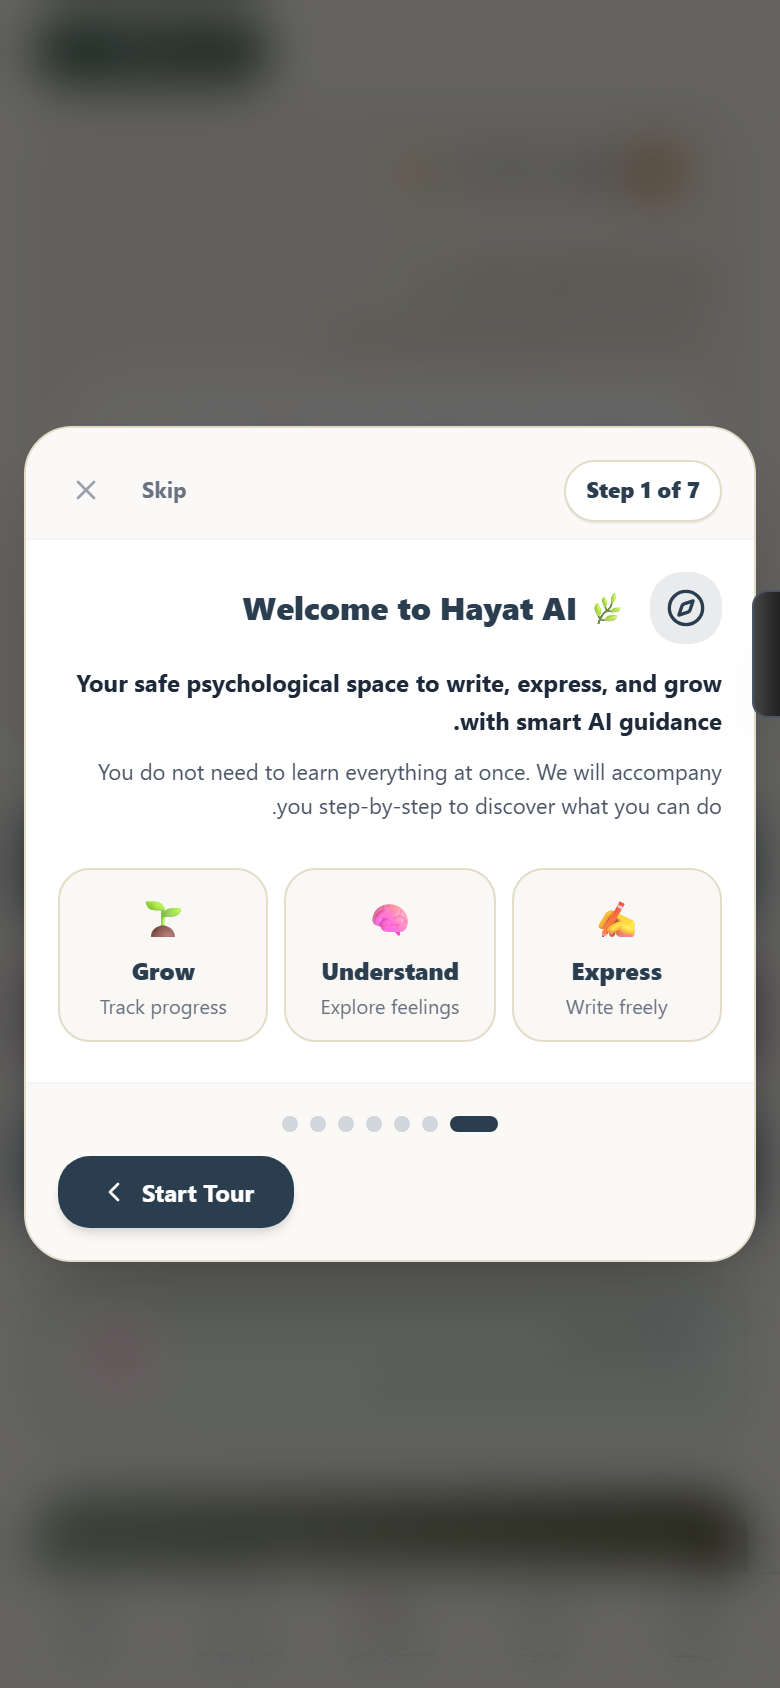 Skip
Step 1 of 7
Welcome to Hayat AI 🌿
Your safe psychological space to write, express, and grow
.with smart AI guidance
You do not need to learn everything at once. We will accompany
.you step-by-step to discover what you can do
Express
Write freely
Understand
Explore feelings
Grow
Track progress
Start Tour